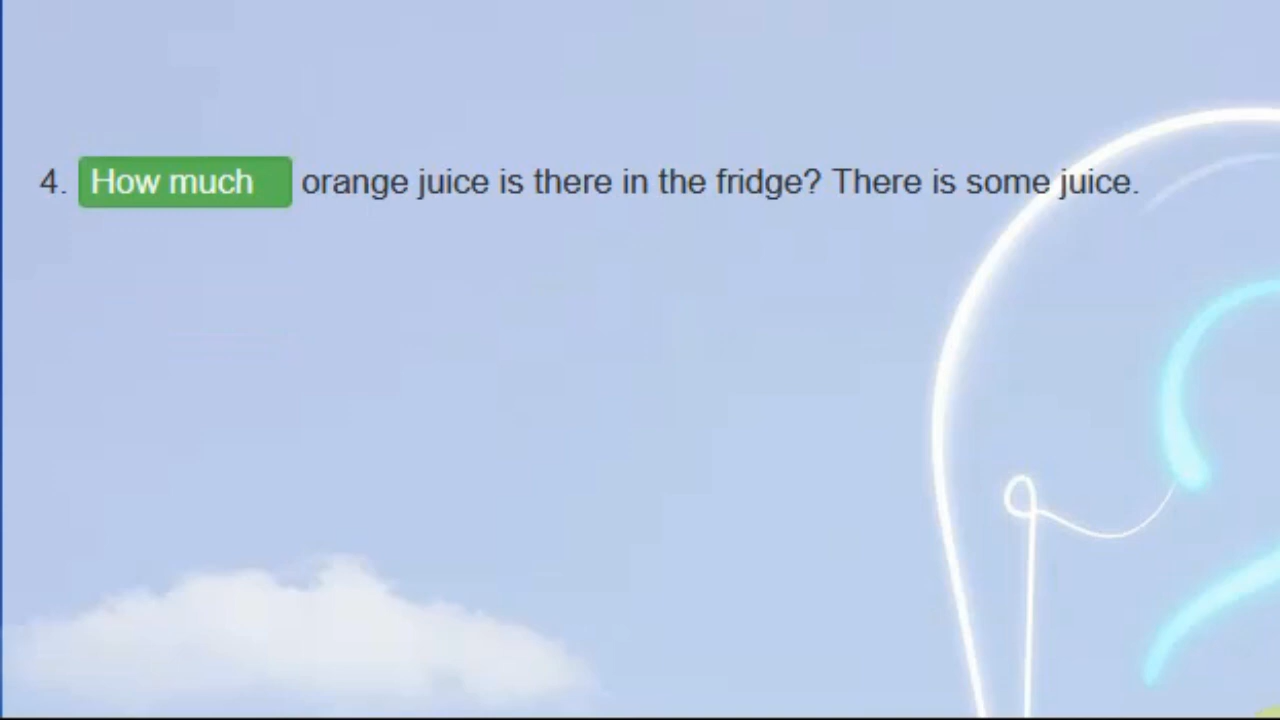 4. How much orange juice is there in the fridge? There is some juice.